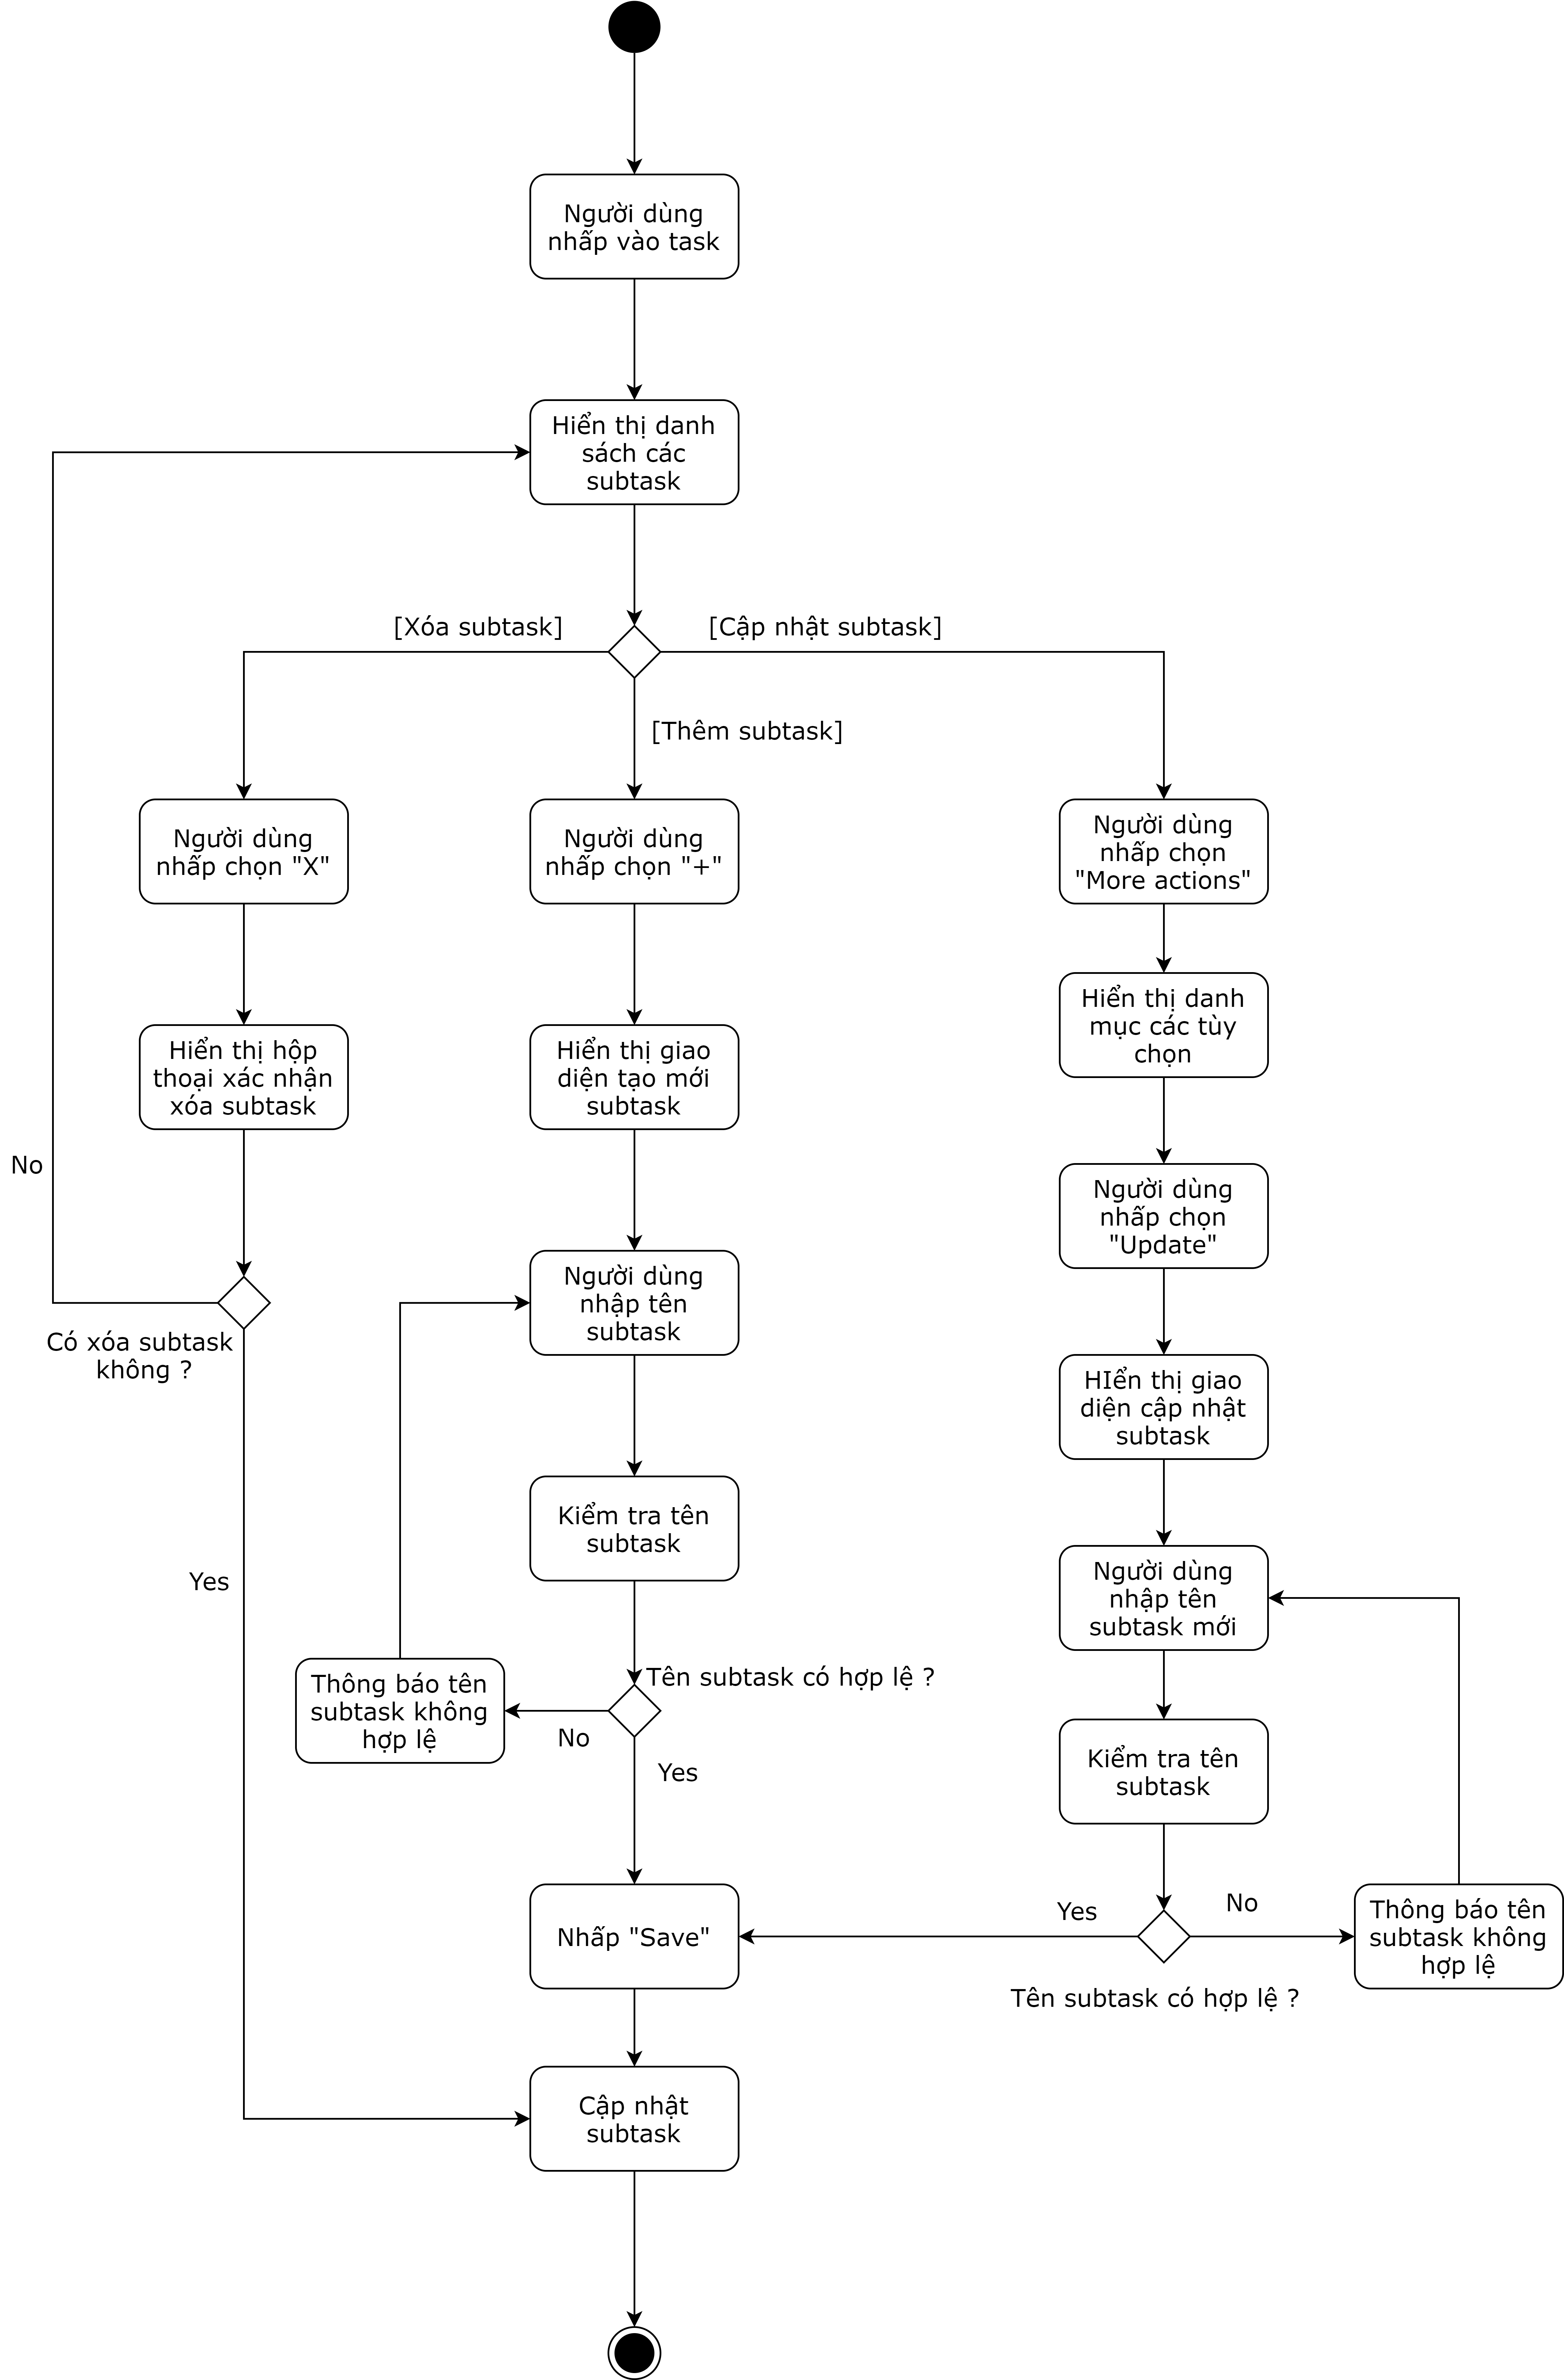 Người dùng
nhấp vào task
Hiển thị danh
sách các
subtask
[Xóa subtask]
[Cập nhật subtask]
[Thêm subtask]
Người dùng
nhấp chọn "X"
Người dùng
nhấp chọn "+"
Người dùng
nhấp chọn
"More actions"
Hiển thị danh
mục các tùy
chọn
Hiển thị hộp
thoại xác nhận
xóa subtask
Hiển thị giao
diện tạo mới
subtask
No
Người dùng
nhấp chọn
"Update"
Người dùng
nhập tên
subtask
Có xóa subtask
không ?
HIển thị giao
diện cập nhật
subtask
Kiểm tra tên
subtask
Yes
Người dùng
nhập tên
subtask mới
Thông báo tên
subtask không
hợp lệ
Tên subtask có hợp lệ ?
No
Yes
Kiểm tra tên
subtask
Nhấp "Save"
Yes
No
Thông báo tên
subtask không
hợp lệ
Tên subtask có hợp lệ ?
Cập nhật
subtask